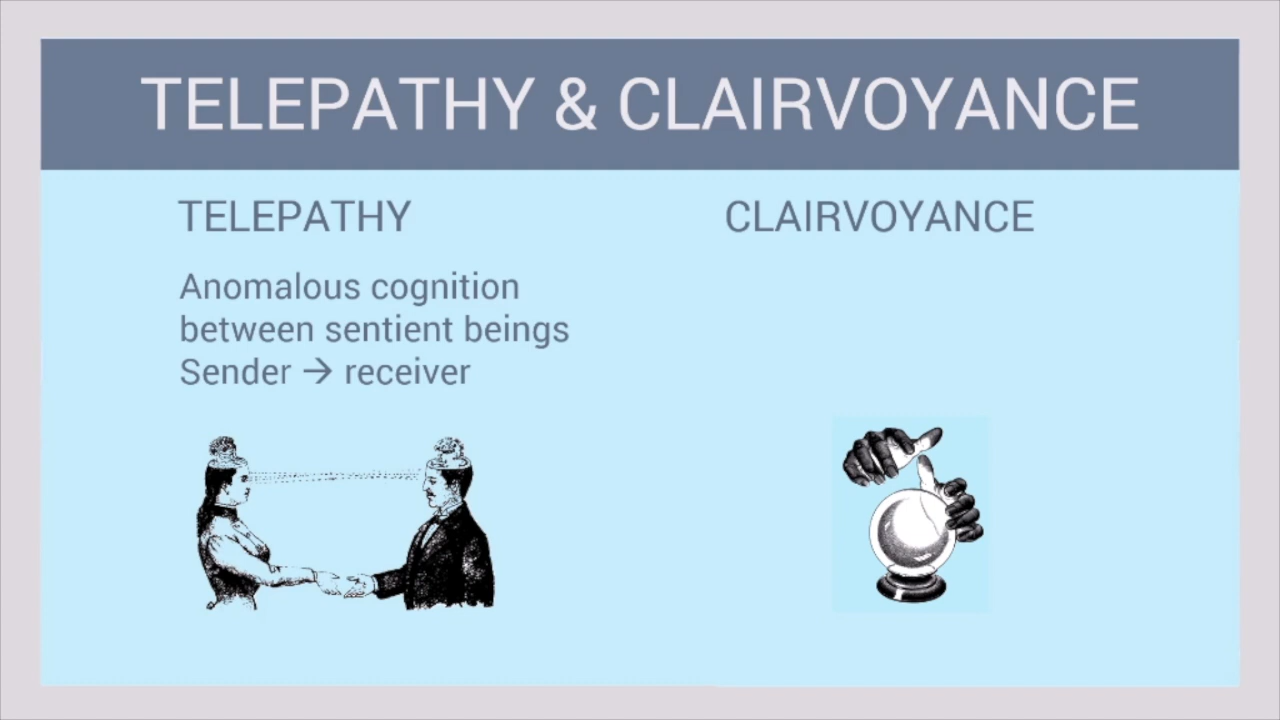 TELEPATHY & CLAIRVOYANCE
TELEPATHY
Anomalous cognition
between sentient beings
Sender → receiver
CLAIRVOYANCE